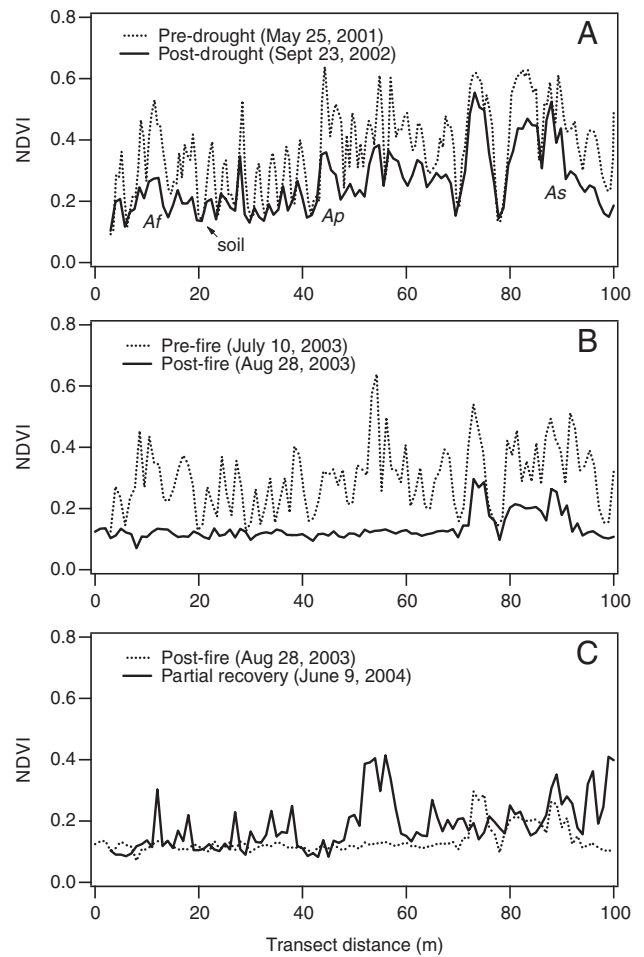 A
Pre-drought (May 25, 2001)
Post-drought (Sept 23, 2002)
NDVI
0.8
0.6
0.4
0.2
0.0
Af
soil
Ap
As
0 20 40 60 80 100
B
Pre-fire (July 10, 2003)
Post-fire (Aug 28, 2003)
NDVI
0.8
0.6
0.4
0.2
0.0
0 20 40 60 80 100
C
Post-fire (Aug 28, 2003)
Partial recovery (June 9, 2004)
NDVI
0.8
0.6
0.4
0.2
0.0
0 20 40 60 80 100
Transect distance (m)